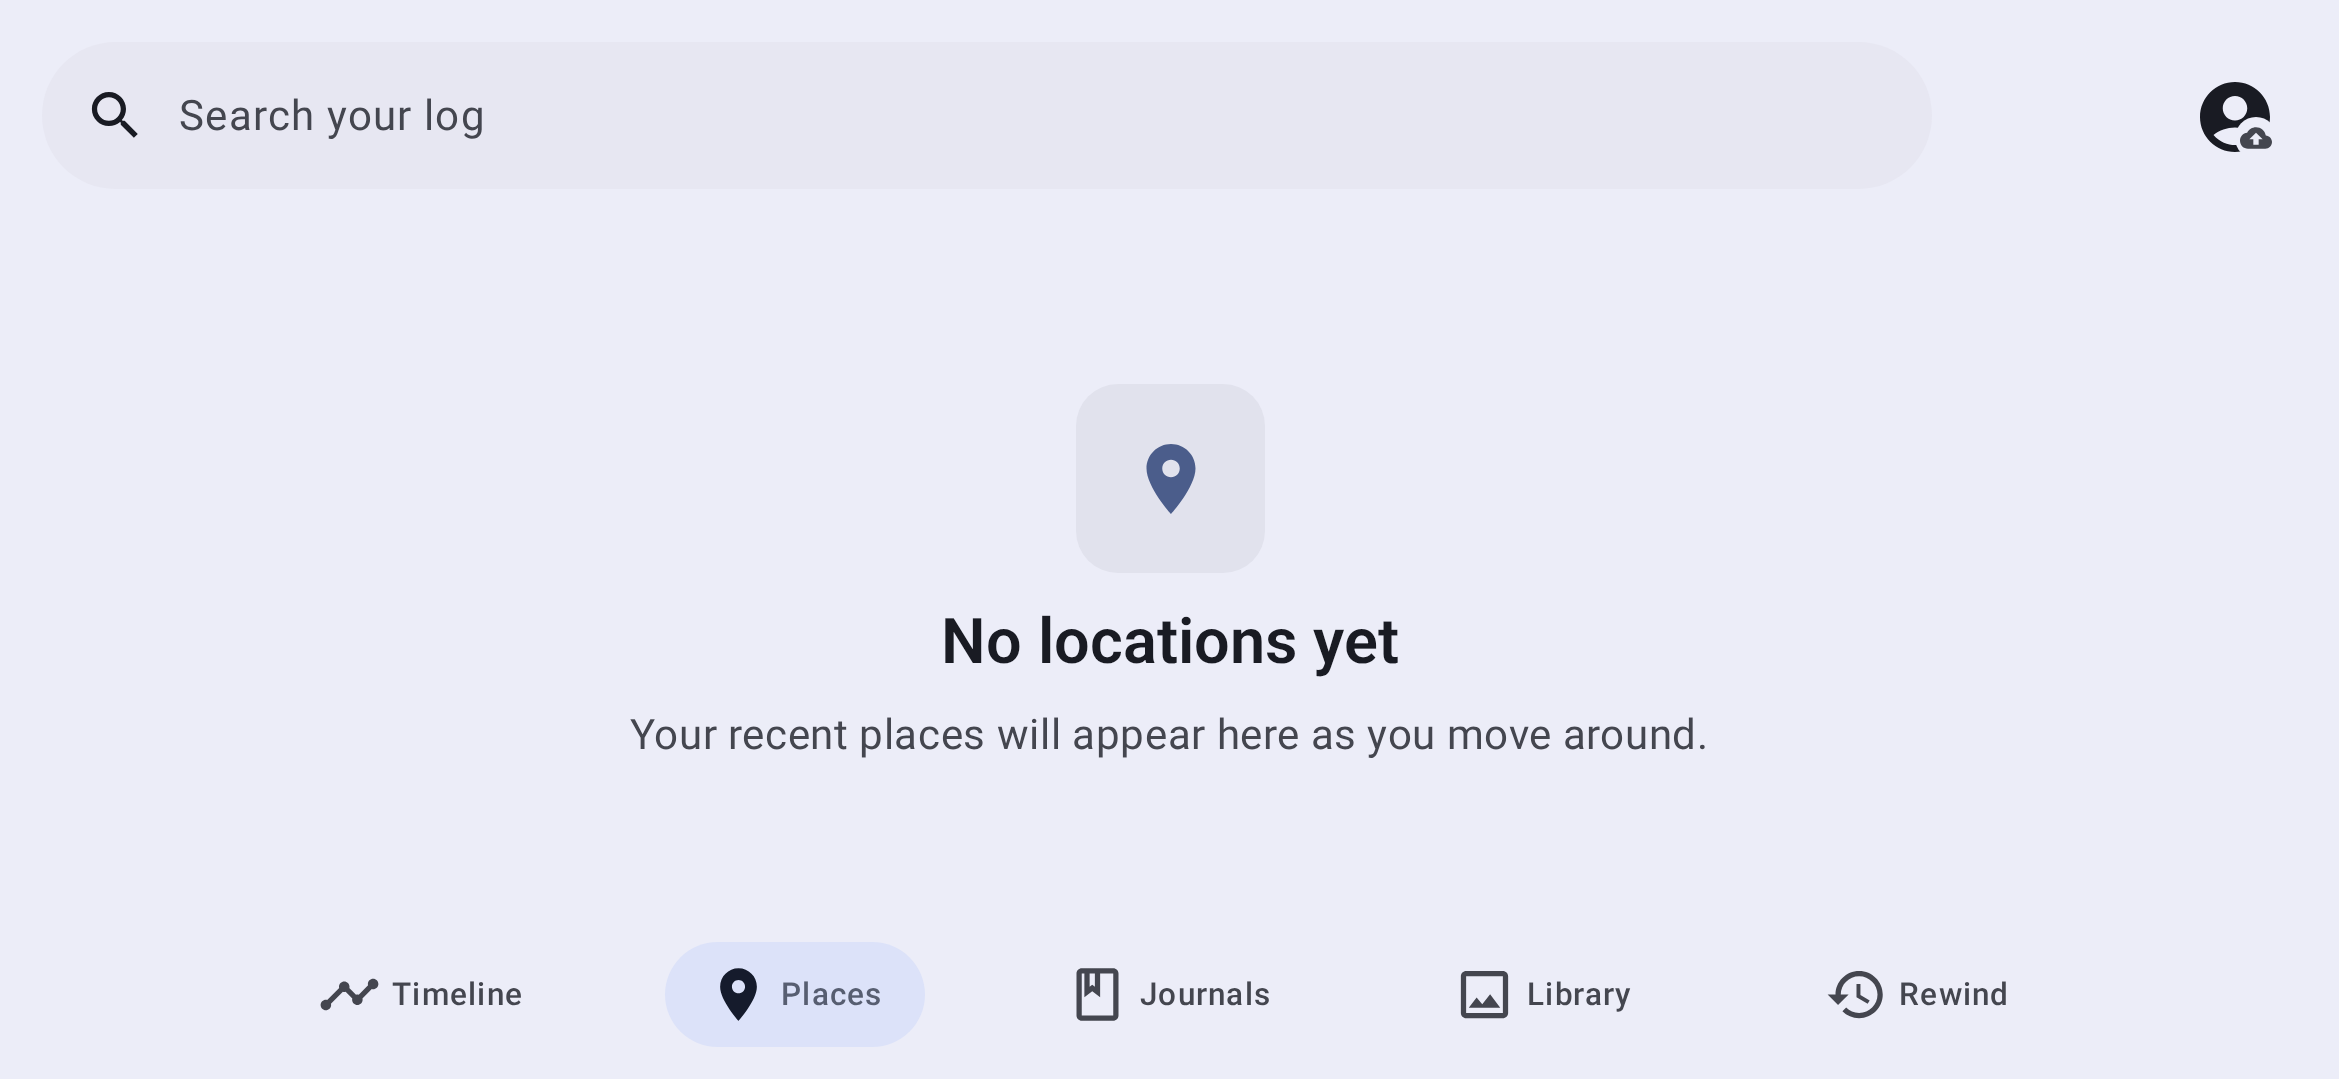 Search your log
No locations yet
Your recent places will appear here as you move around.
Timeline
Places
Journals
Library
Rewind